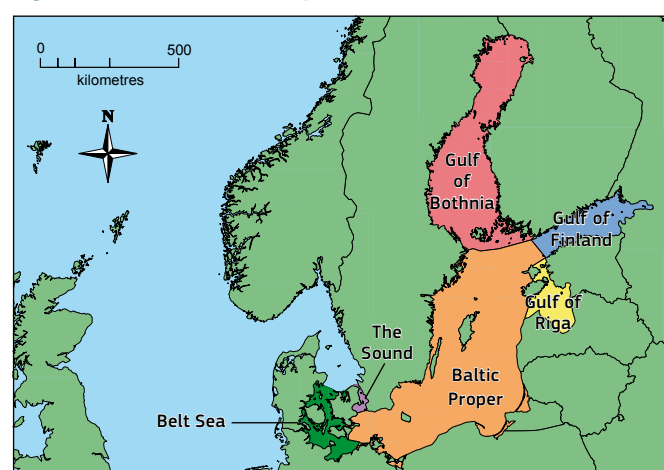 0
500
kilometres
N
Gulf
of
Bothnia
Gulf of
Finland
Gulf of
Riga
The
Sound
Baltic
Proper
Belt Sea